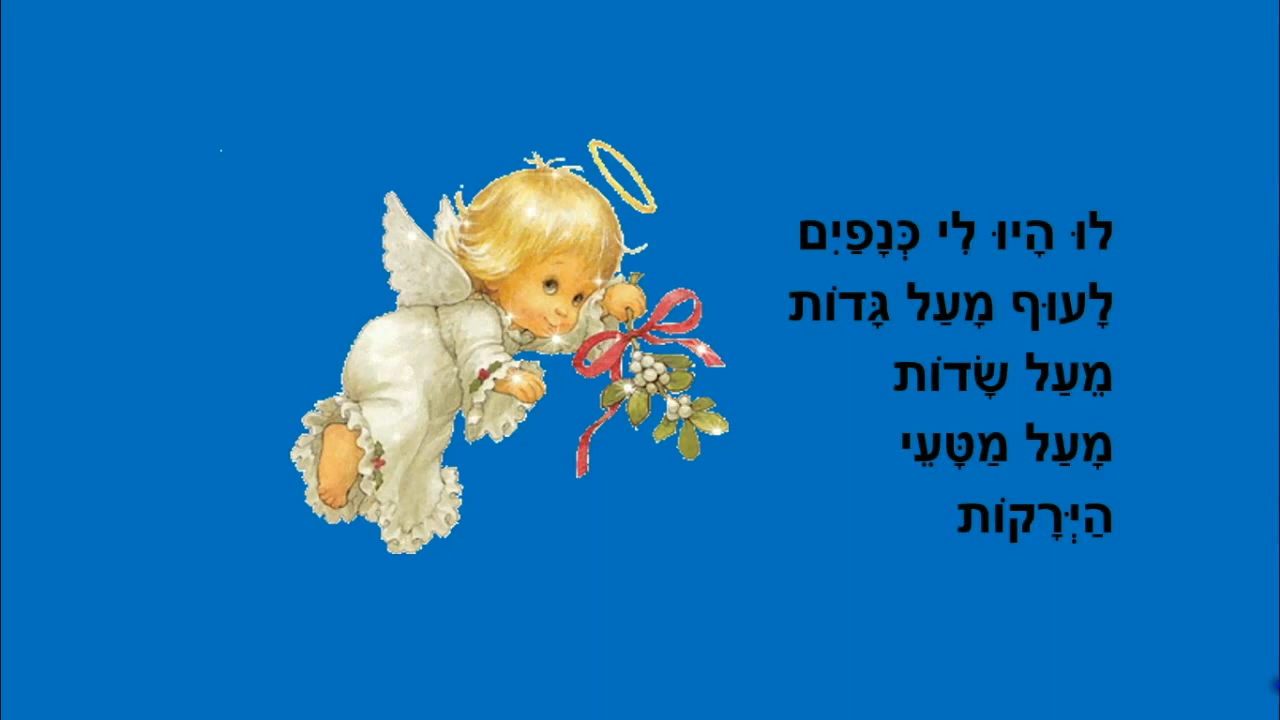 לוּ הָיוּ לִי כְּנָפַיִם
לָעוּף מָעַל גָּדוֹת
מֵעַל שָׂדוֹת
מָעַל מַטָּעֵי
הַיְּרָקוֹת